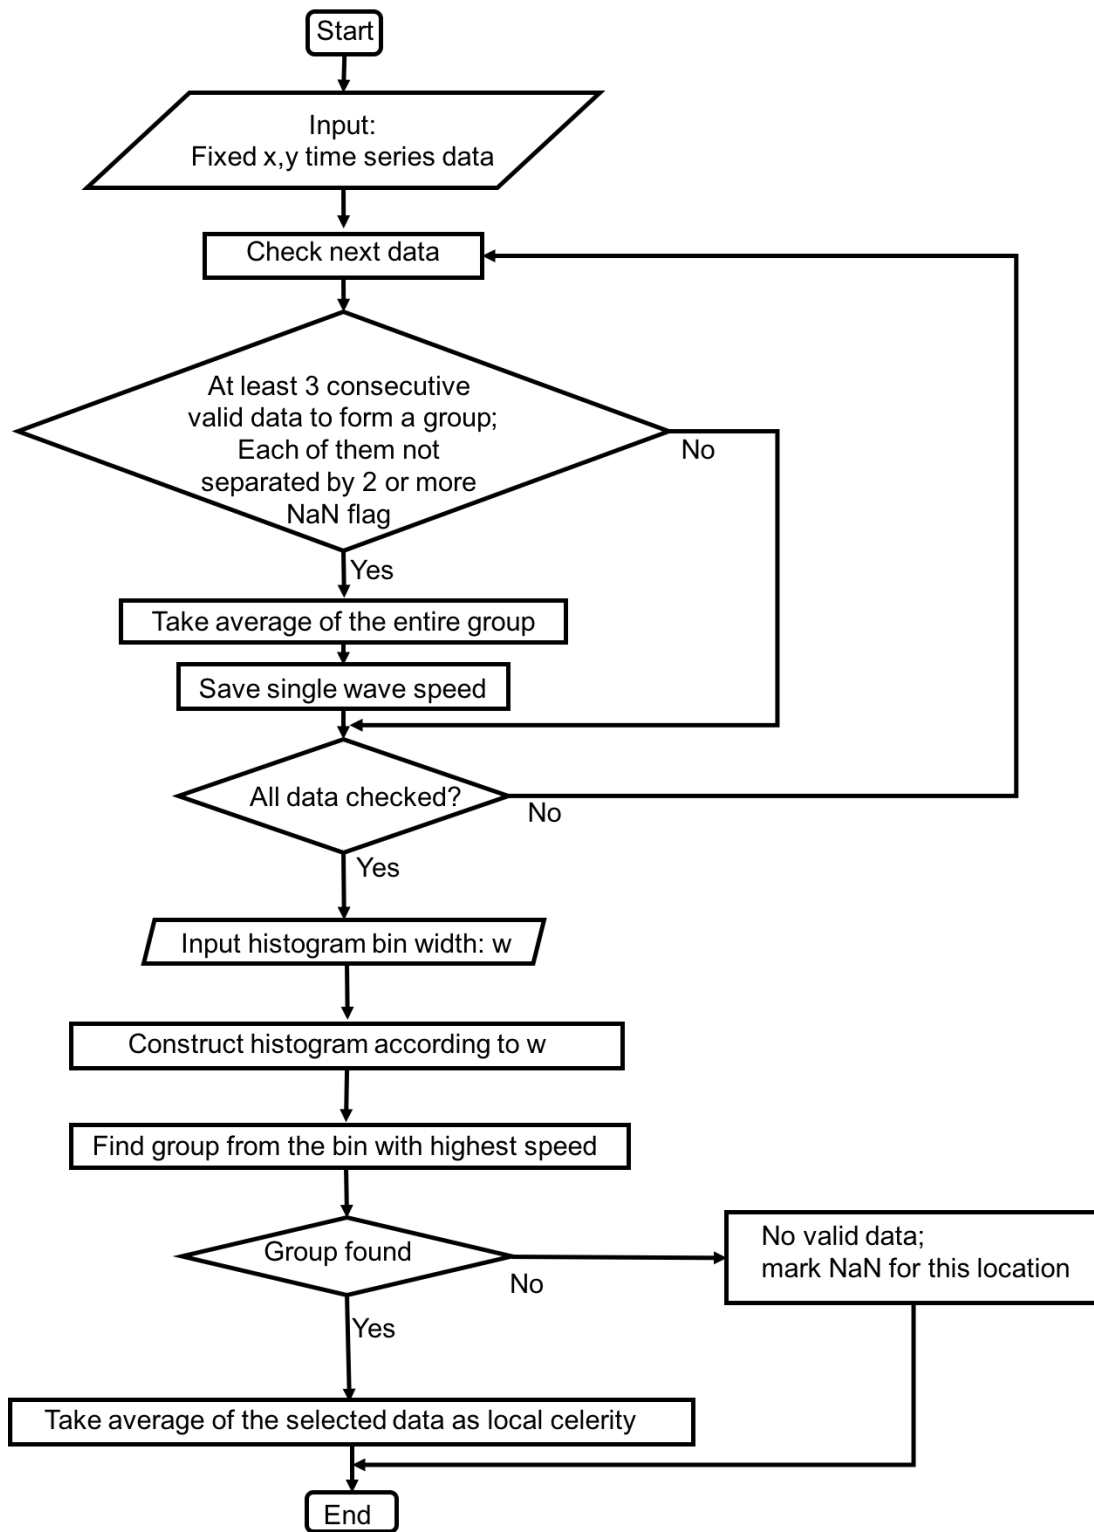 Start
Input:
Fixed x,y time series data
Check next data
At least 3 consecutive
valid data to form a group;
Each of them not
separated by 2 or more
NaN flag
No
Yes
Take average of the entire group
Save single wave speed
All data checked?
No
Yes
Input histogram bin width: w
Construct histogram according to w
Find group from the bin with highest speed
Group found
No
No valid data;
mark NaN for this location
Yes
Take average of the selected data as local celerity
End